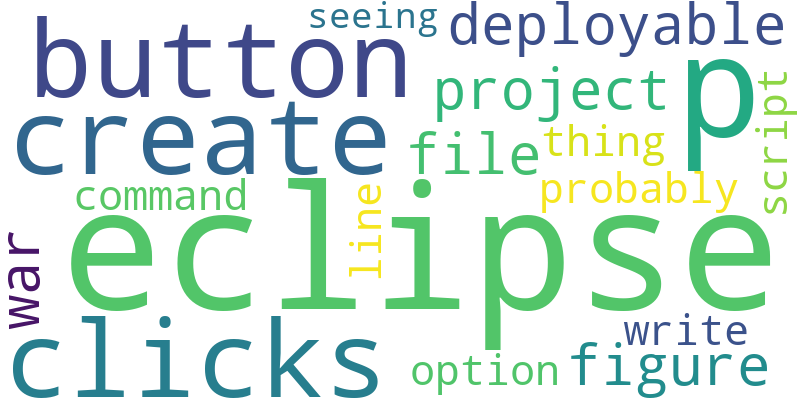 seeing
deployable
button
p
project
script
create
file
thing
command
line
probably
eclipse
war
clicks
write
option
figure